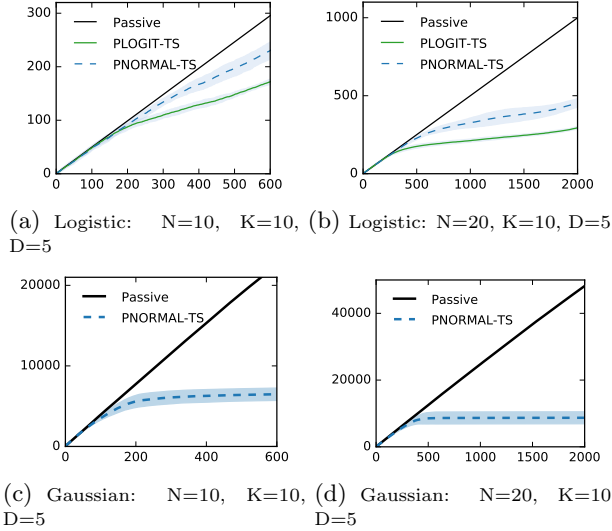 300
200
100
0
Passive
PLOGIT-TS
PNORMAL-TS
0 100 200 300 400 500 600
1000
500
0
Passive
PLOGIT-TS
PNORMAL-TS
0 500 1000 1500 2000
(a) Logistic: N=10, K=10,
D=5
(b) Logistic: N=20, K=10, D=5
20000
10000
0
Passive
PNORMAL-TS
0 200 400 600
40000
20000
0
Passive
PNORMAL-TS
0 500 1000 1500 2000
(c) Gaussian: N=10, K=10,
D=5
(d) Gaussian: N=20, K=10
D=5